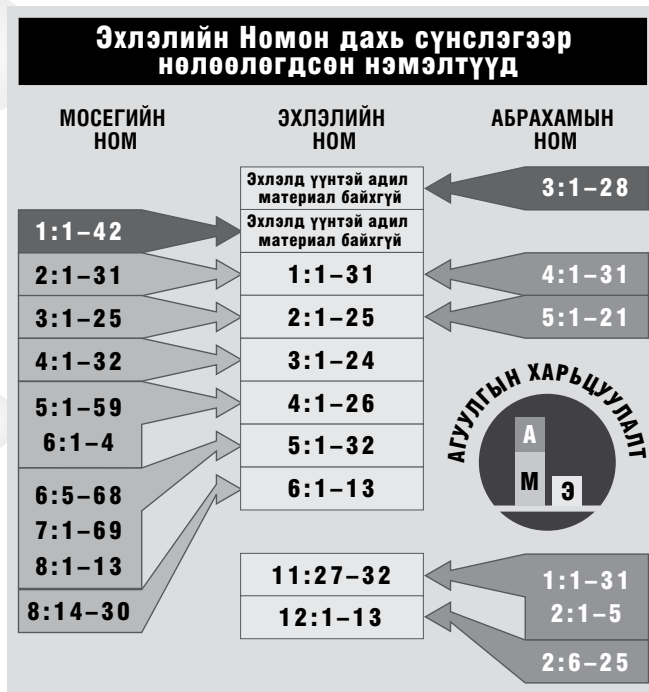 Эхлэлийн Номон дахь сүнслэгээр
нөлөөлөгдсөн нэмэлтүүд
МОСЕГИЙН
НОМ
ЭХЛЭЛИЙН
НОМ
АБРАХАМЫН
НОМ
Эхлэлд үүнтэй адил
материал байхгүй
3:1–28
1:1–42
Эхлэлд үүнтэй адил
материал байхгүй
2:1–31
1:1–31
4:1–31
3:1–25
2:1–25
5:1–21
4:1–32
3:1–24
5:1–59
6:1–4
4:1–26
6:5–68
7:1–69
8:1–13
5:1–32
8:14–30
6:1–13
АГУУЛГЫН ХАРЬЦУУЛАЛТ
А
М
Э
11:27–32
1:1–31
2:1–5
12:1–13
2:6–25